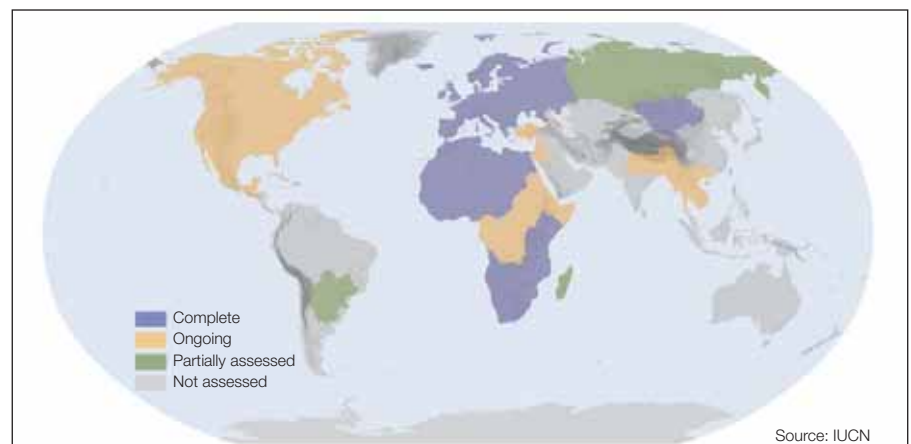 Complete
Ongoing
Partially assessed
Not assessed
Source: IUCN